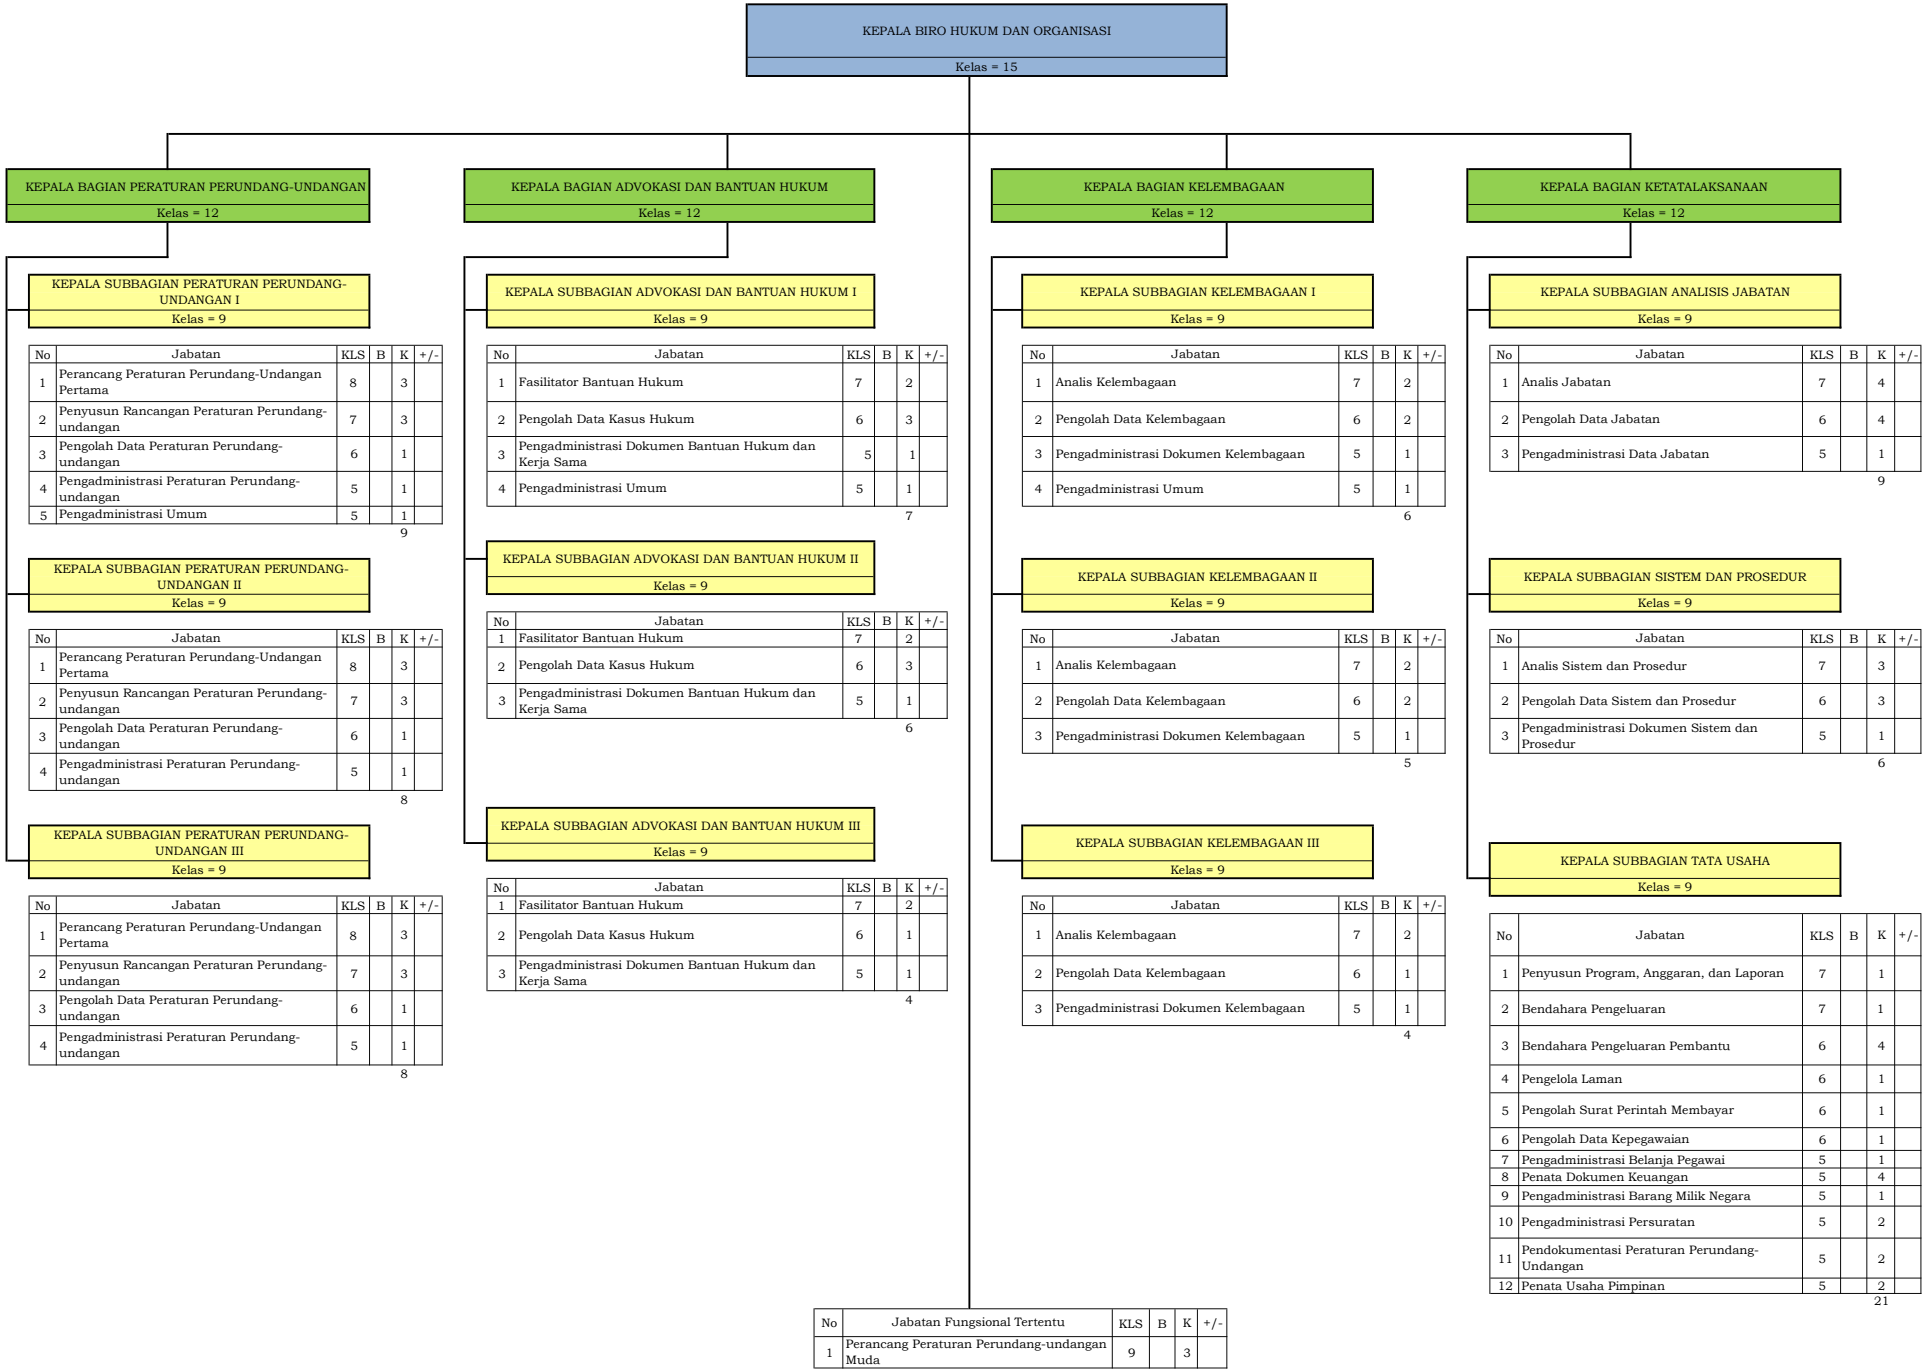 KEPALA BIRO HUKUM DAN ORGANISASI
Kelas = 15
KEPALA BAGIAN PERATURAN PERUNDANG-UNDANGAN
Kelas = 12
KEPALA SUBBAGIAN PERATURAN PERUNDANG-
UNDANGAN I
Kelas = 9
No Jabatan KLS B K +/-
1 Perancang Peraturan Perundang-Undangan
Pertama 8 3
2 Penyusun Rancangan Peraturan Perundang-
undangan 7 3
3 Pengolah Data Peraturan Perundang-
undangan 6 1
4 Pengadministrasi Peraturan Perundang-
undangan 5 1
5 Pengadministrasi Umum 5 1
9
KEPALA SUBBAGIAN PERATURAN PERUNDANG-
UNDANGAN II
Kelas = 9
No Jabatan KLS B K +/-
1 Perancang Peraturan Perundang-Undangan
Pertama 8 3
2 Penyusun Rancangan Peraturan Perundang-
undangan 7 3
3 Pengolah Data Peraturan Perundang-
undangan 6 1
4 Pengadministrasi Peraturan Perundang-
undangan 5 1
8
KEPALA SUBBAGIAN PERATURAN PERUNDANG-
UNDANGAN III
Kelas = 9
No Jabatan KLS B K +/-
1 Perancang Peraturan Perundang-Undangan
Pertama 8 3
2 Penyusun Rancangan Peraturan Perundang-
undangan 7 3
3 Pengolah Data Peraturan Perundang-
undangan 6 1
4 Pengadministrasi Peraturan Perundang-
undangan 5 1
8
KEPALA BAGIAN ADVOKASI DAN BANTUAN HUKUM
Kelas = 12
KEPALA SUBBAGIAN ADVOKASI DAN BANTUAN HUKUM I
Kelas = 9
No Jabatan KLS B K +/-
1 Fasilitator Bantuan Hukum 7 2
2 Pengolah Data Kasus Hukum 6 3
3 Pengadministrasi Dokumen Bantuan Hukum dan
Kerja Sama 5 1
4 Pengadministrasi Umum 5 1
7
KEPALA SUBBAGIAN ADVOKASI DAN BANTUAN HUKUM II
Kelas = 9
No Jabatan KLS B K +/-
1 Fasilitator Bantuan Hukum 7 2
2 Pengolah Data Kasus Hukum 6 3
3 Pengadministrasi Dokumen Bantuan Hukum dan
Kerja Sama 5 1
6
KEPALA SUBBAGIAN ADVOKASI DAN BANTUAN HUKUM III
Kelas = 9
No Jabatan KLS B K +/-
1 Fasilitator Bantuan Hukum 7 2
2 Pengolah Data Kasus Hukum 6 1
3 Pengadministrasi Dokumen Bantuan Hukum dan
Kerja Sama 5 1
4
KEPALA BAGIAN KELEMBAGAAN
Kelas = 12
KEPALA SUBBAGIAN KELEMBAGAAN I
Kelas = 9
No Jabatan KLS B K +/-
1 Analis Kelembagaan 7 2
2 Pengolah Data Kelembagaan 6 2
3 Pengadministrasi Dokumen Kelembagaan 5 1
4 Pengadministrasi Umum 5 1
6
KEPALA SUBBAGIAN KELEMBAGAAN II
Kelas = 9
No Jabatan KLS B K +/-
1 Analis Kelembagaan 7 2
2 Pengolah Data Kelembagaan 6 2
3 Pengadministrasi Dokumen Kelembagaan 5 1
5
KEPALA SUBBAGIAN KELEMBAGAAN III
Kelas = 9
No Jabatan KLS B K +/-
1 Analis Kelembagaan 7 2
2 Pengolah Data Kelembagaan 6 1
3 Pengadministrasi Dokumen Kelembagaan 5 1
4
KEPALA BAGIAN KETATALAKSANAAN
Kelas = 12
KEPALA SUBBAGIAN ANALISIS JABATAN
Kelas = 9
No Jabatan KLS B K +/-
1 Analis Jabatan 7 4
2 Pengolah Data Jabatan 6 4
3 Pengadministrasi Data Jabatan 5 1
9
KEPALA SUBBAGIAN SISTEM DAN PROSEDUR
Kelas = 9
No Jabatan KLS B K +/-
1 Analis Sistem dan Prosedur 7 3
2 Pengolah Data Sistem dan Prosedur 6 3
3 Pengadministrasi Dokumen Sistem dan
Prosedur 5 1
6
KEPALA SUBBAGIAN TATA USAHA
Kelas = 9
No Jabatan KLS B K +/-
1 Penyusun Program, Anggaran, dan Laporan 7 1
2 Bendahara Pengeluaran 7 1
3 Bendahara Pengeluaran Pembantu 6 4
4 Pengelola Laman 6 1
5 Pengolah Surat Perintah Membayar 6 1
6 Pengolah Data Kepegawaian 6 1
7 Pengadministrasi Belanja Pegawai 5 1
8 Penata Dokumen Keuangan 5 4
9 Pengadministrasi Barang Milik Negara 5 1
10 Pengadministrasi Persuratan 5 2
11 Pendokumentasi Peraturan Perundang-
Undangan 5 2
12 Penata Usaha Pimpinan 5 2
21
No Jabatan Fungsional Tertentu KLS B K +/-
1 Perancang Peraturan Perundang-undangan
Muda 9 3